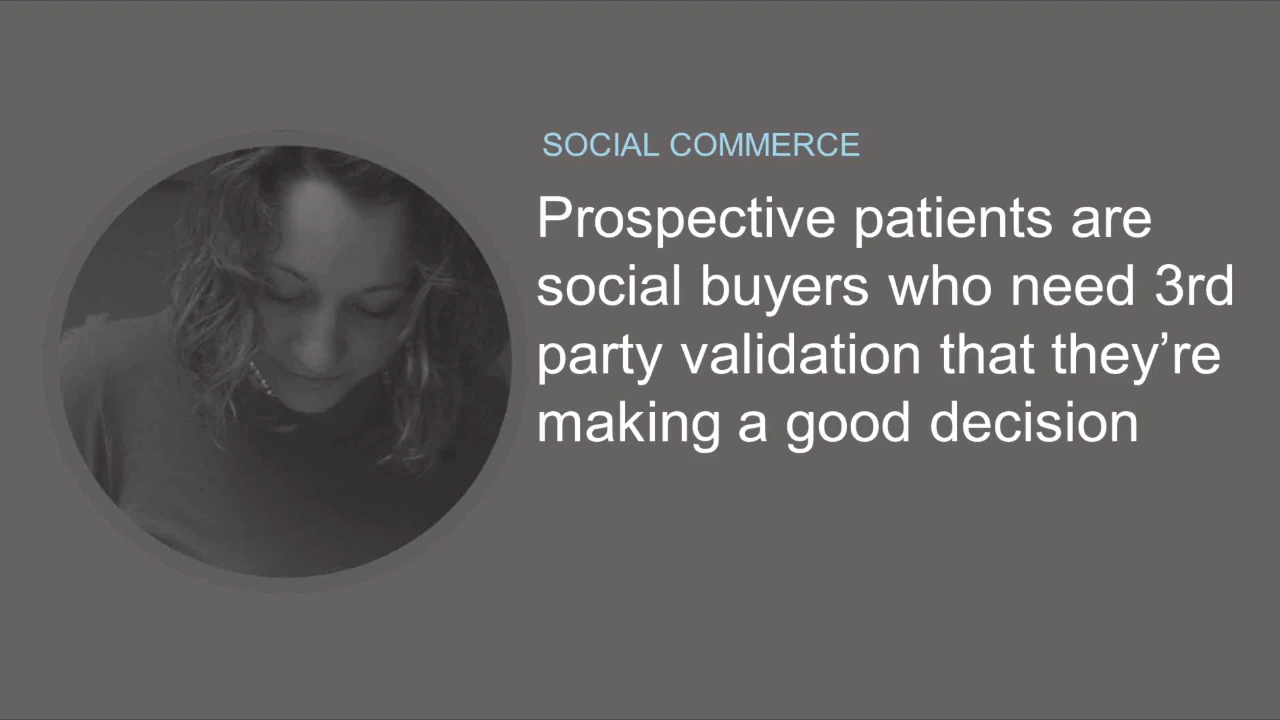 SOCIAL COMMERCE
Prospective patients are
social buyers who need 3rd
party validation that they’re
making a good decision